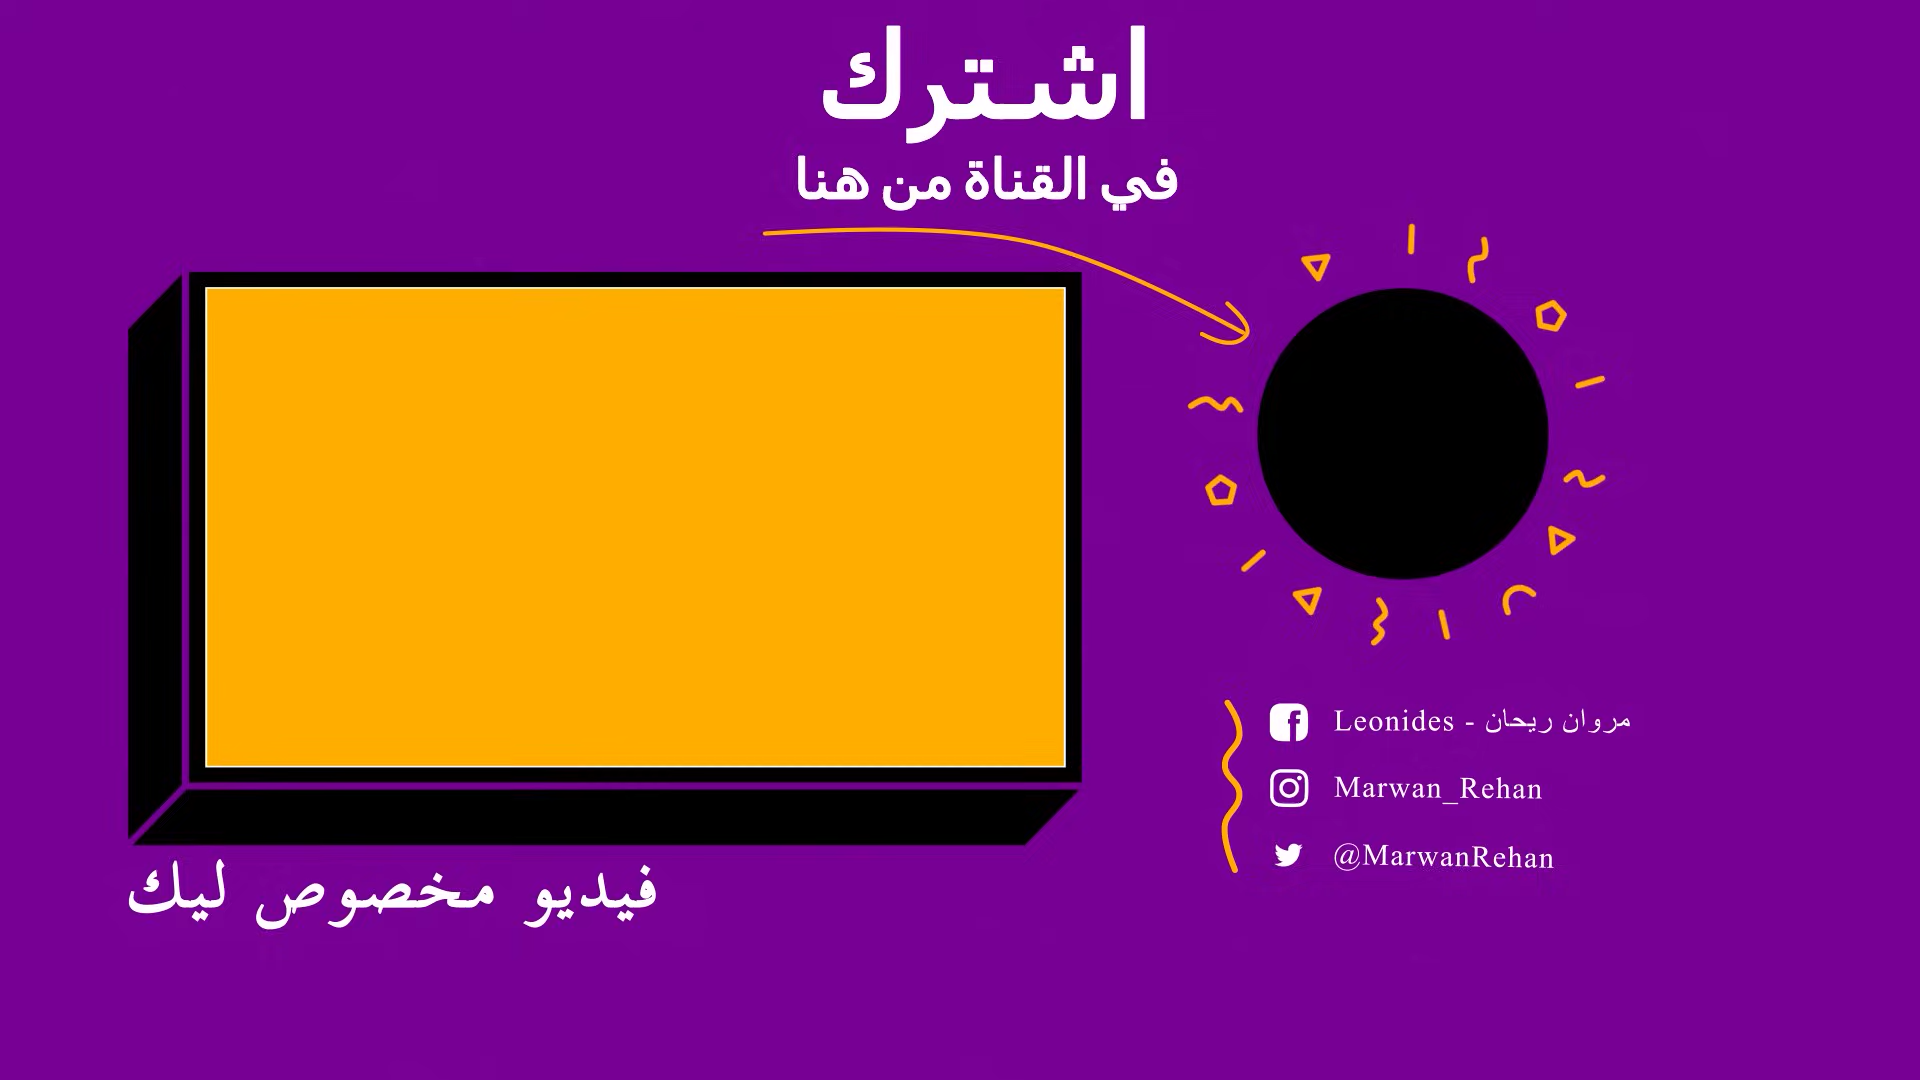 اشترك
في القناة من هنا
Leonides - مروان ريحان
Marwan_Rehan
@MarwanRehan
فيديو مخصوص ليك